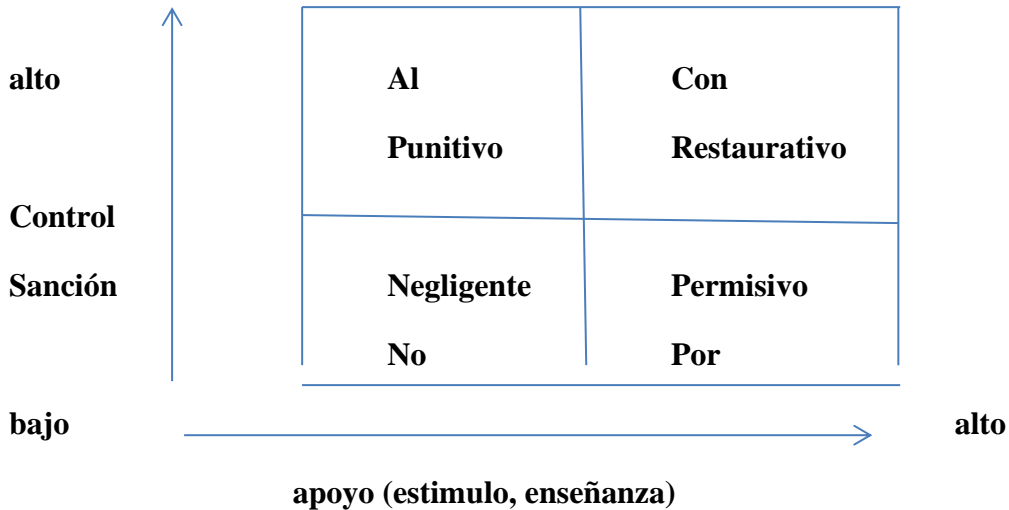 alto Al Con
Punitivo Restaurativo
Control
Sanción Negligente Permisivo
No Por
bajo alto
apoyo (estimulo, enseñanza)